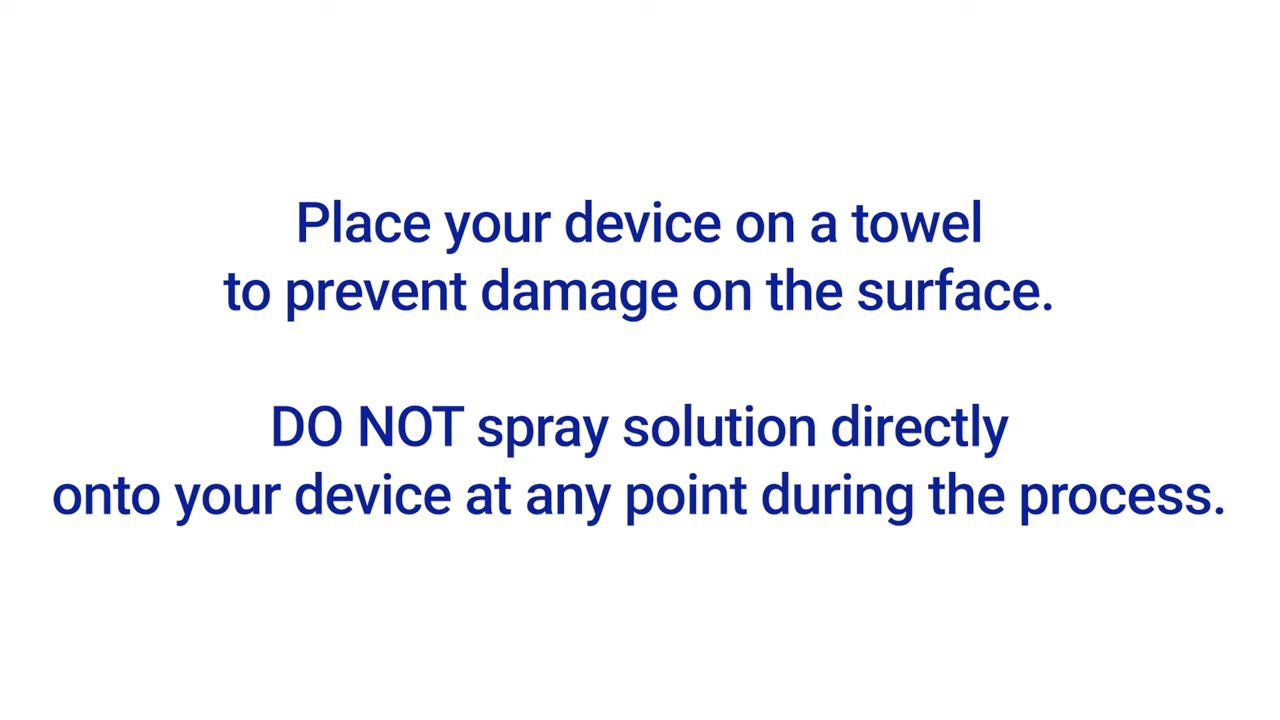 Place your device on a towel
to prevent damage on the surface.
DO NOT spray solution directly
onto your device at any point during the process.